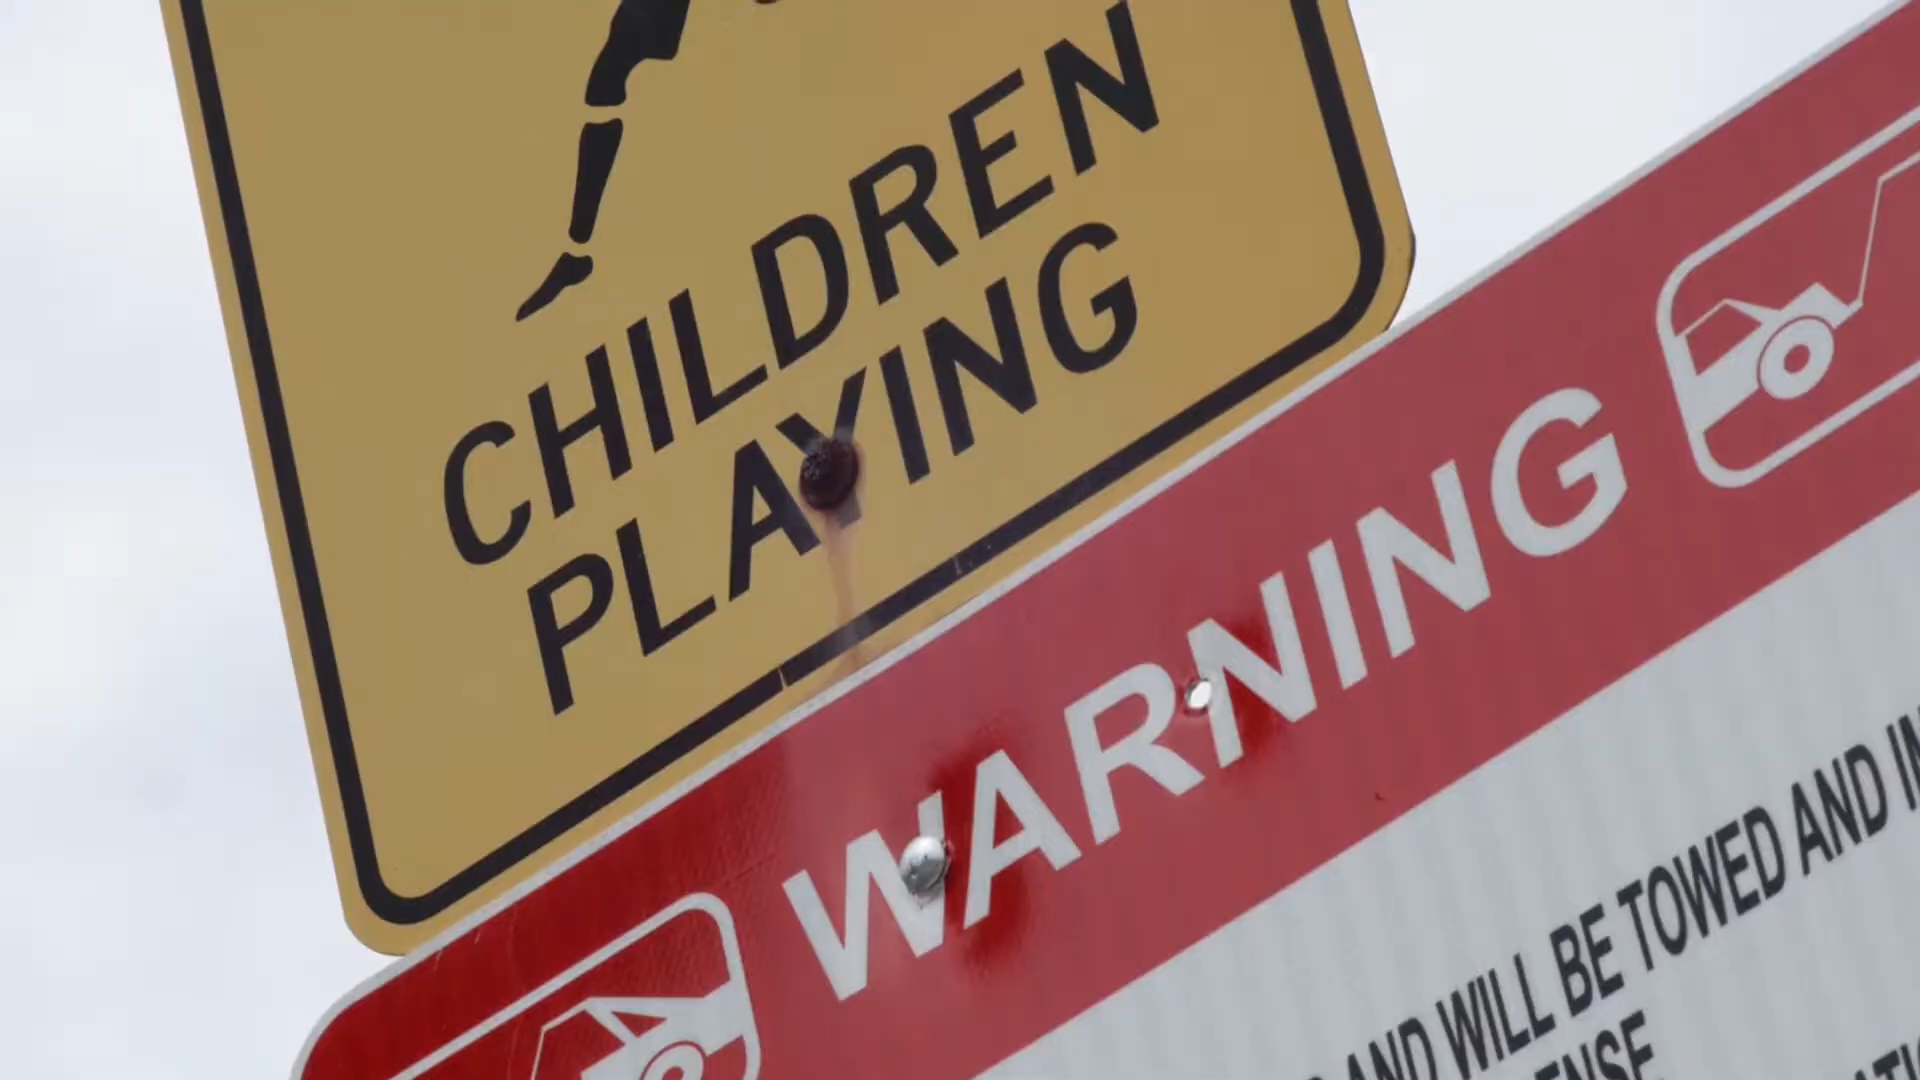 CHILDREN
PLAYING
WARNING
AND WILL BE TOWED AND